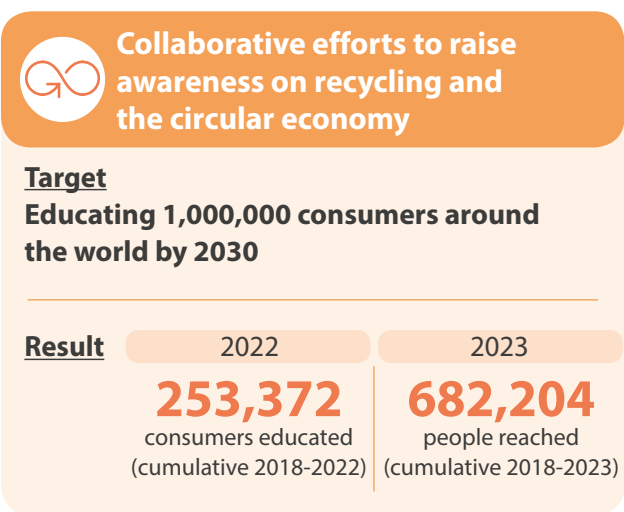 Collaborative efforts to raise
awareness on recycling and
the circular economy
Target
Educating 1,000,000 consumers around
the world by 2030
Result
2022
2023
253,372
682,204
consumers educated
people reached
(cumulative 2018-2022)
(cumulative 2018-2023)